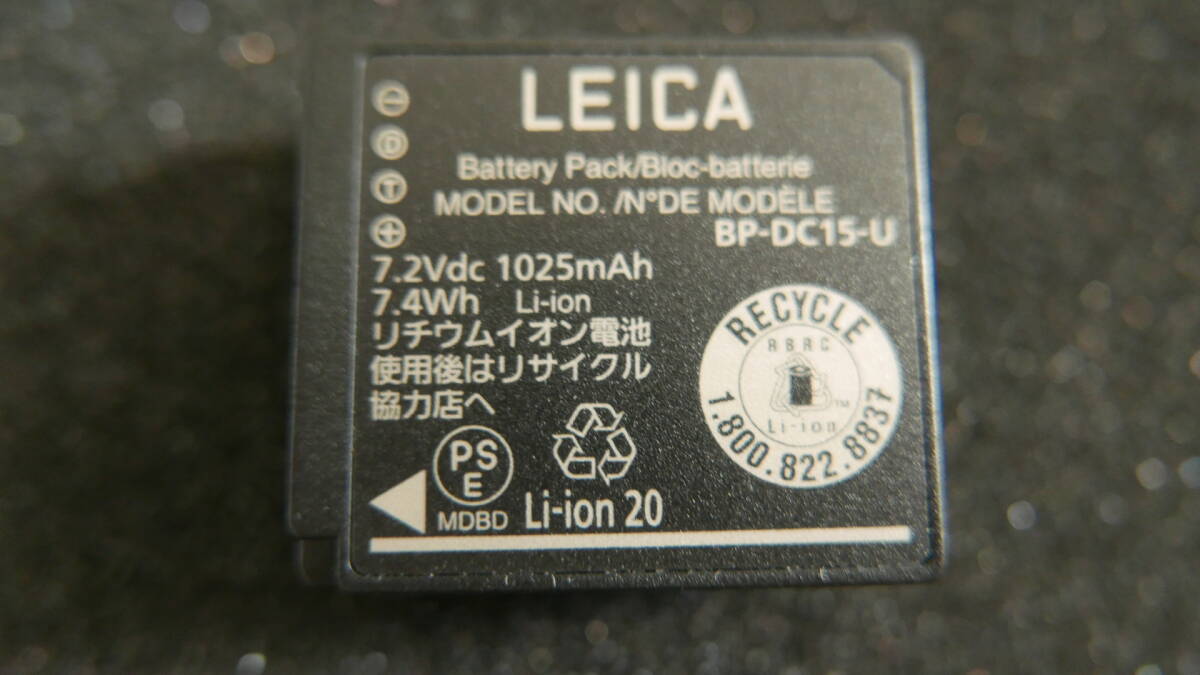 LEICA
Battery Pack/Bloc-batterie
MODEL NO. /N°DE MODÈLE
BP-DC15-U
⊖
Ⓓ
Ⓣ
⊕
7.2Vdc 1025mAh
7.4Wh Li-ion
リチウムイオン電池
使用後はリサイクル
協力店へ
PS
E
MDBD
Li-ion 20
RECYCLE
RBRC
TM
Li-ion
1.800.822.8837